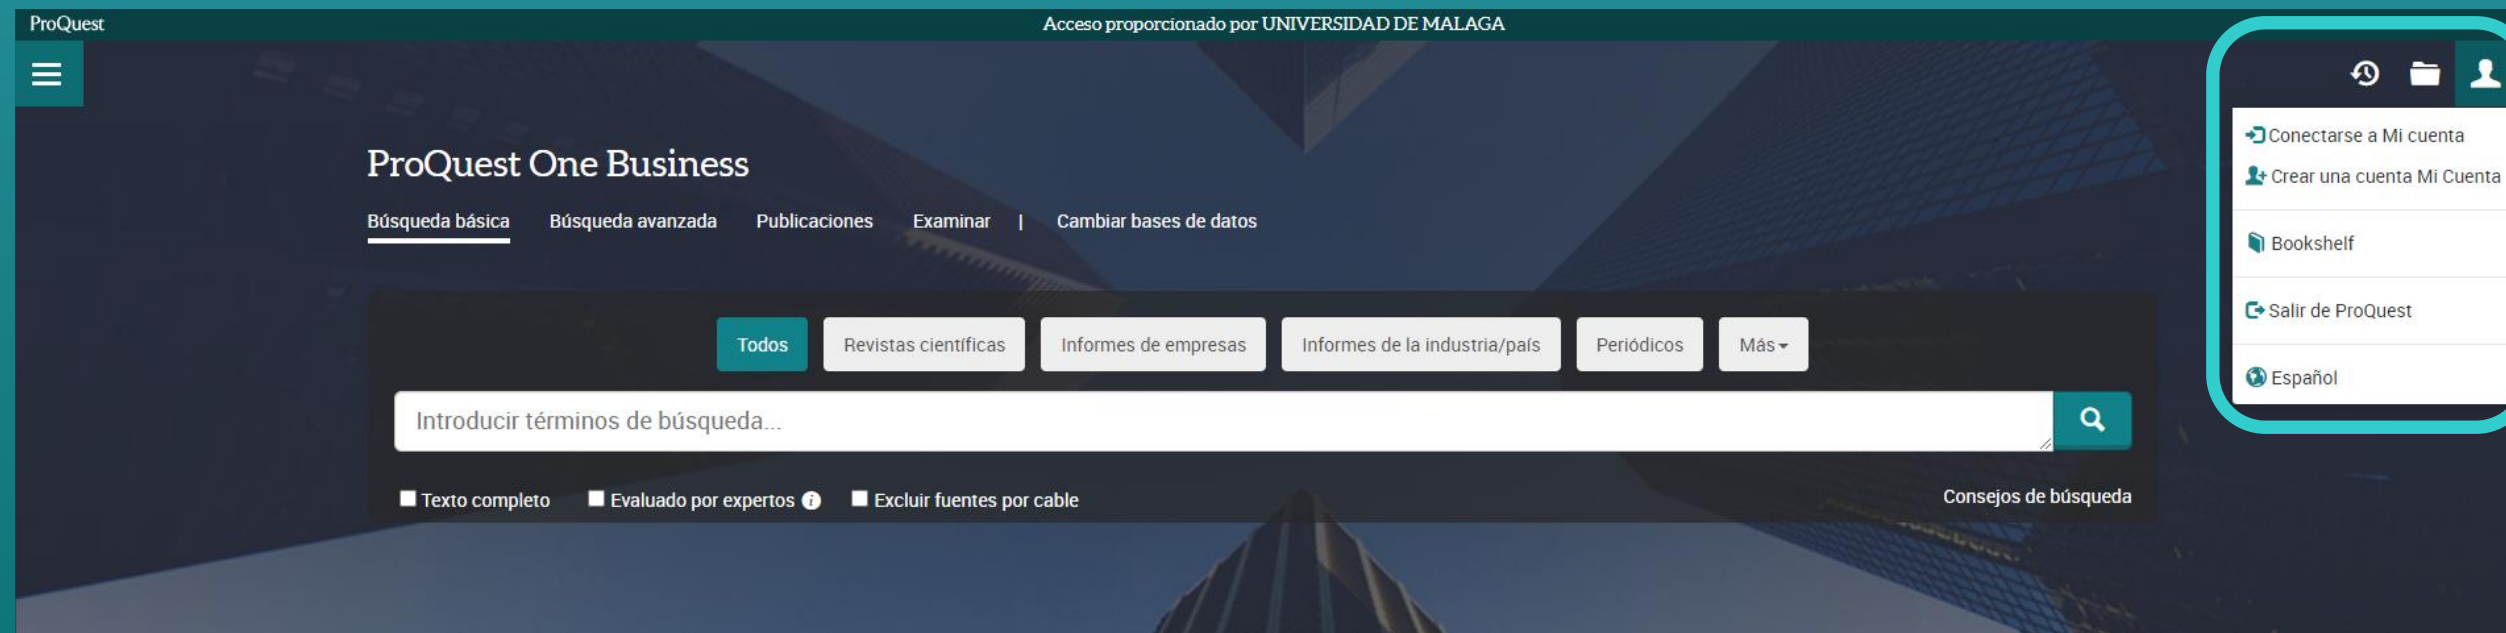 ProQuest
Acceso proporcionado por UNIVERSIDAD DE MALAGA
ProQuest One Business
Búsqueda básica Búsqueda avanzada Publicaciones Examinar | Cambiar bases de datos
Todos Revistas científicas Informes de empresas Informes de la industria/país Periódicos Más
Introducir términos de búsqueda...
Texto completo Evaluado por expertos i Excluir fuentes por cable
Consejos de búsqueda
Conectarse a Mi cuenta
Crear una cuenta Mi Cuenta
Bookshelf
Salir de ProQuest
Español